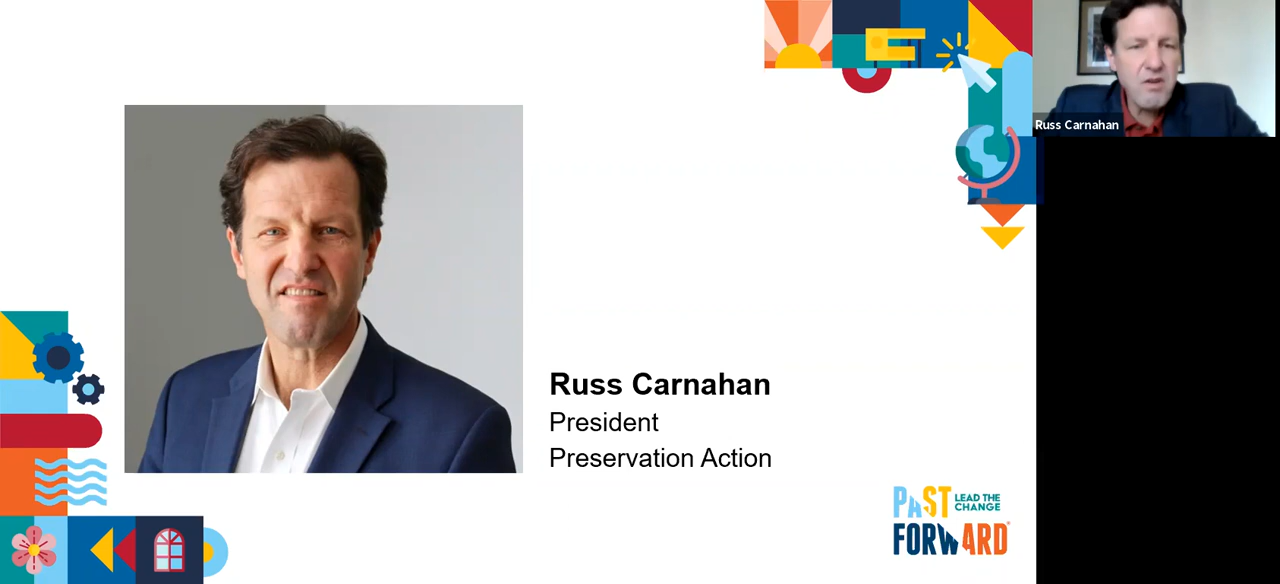 Russ Carnahan
Russ Carnahan
President
Preservation Action
PAST LEAD THE
CHANGE
FORWARD